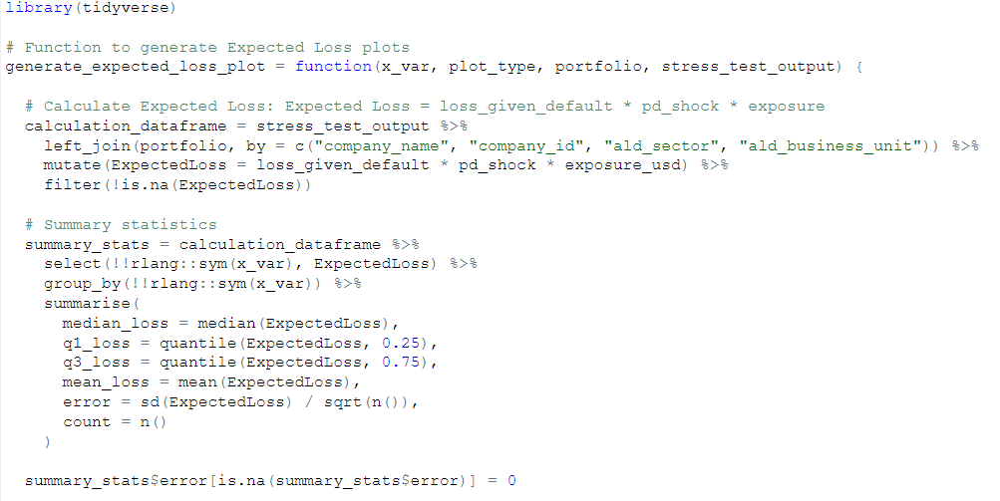 library(tidyverse)
# Function to generate Expected Loss plots
generate_expected_loss_plot = function(x_var, plot_type, portfolio, stress_test_output) {
# Calculate Expected Loss: Expected Loss = loss_given_default * pd_shock * exposure
calculation_dataframe = stress_test_output %>%
left_join(portfolio, by = c("company_name", "company_id", "ald_sector", "ald_business_unit")) %>%
mutate(ExpectedLoss = loss_given_default * pd_shock * exposure_usd) %>%
filter(!is.na(ExpectedLoss))
# Summary statistics
summary_stats = calculation_dataframe %>%
select(!!rlang::sym(x_var), ExpectedLoss) %>%
group_by(!!rlang::sym(x_var)) %>%
summarise(
median_loss = median(ExpectedLoss),
q1_loss = quantile(ExpectedLoss, 0.25),
q3_loss = quantile(ExpectedLoss, 0.75),
mean_loss = mean(ExpectedLoss),
error = sd(ExpectedLoss) / sqrt(n()),
count = n()
)
summary_stats$error[is.na(summary_stats$error)] = 0